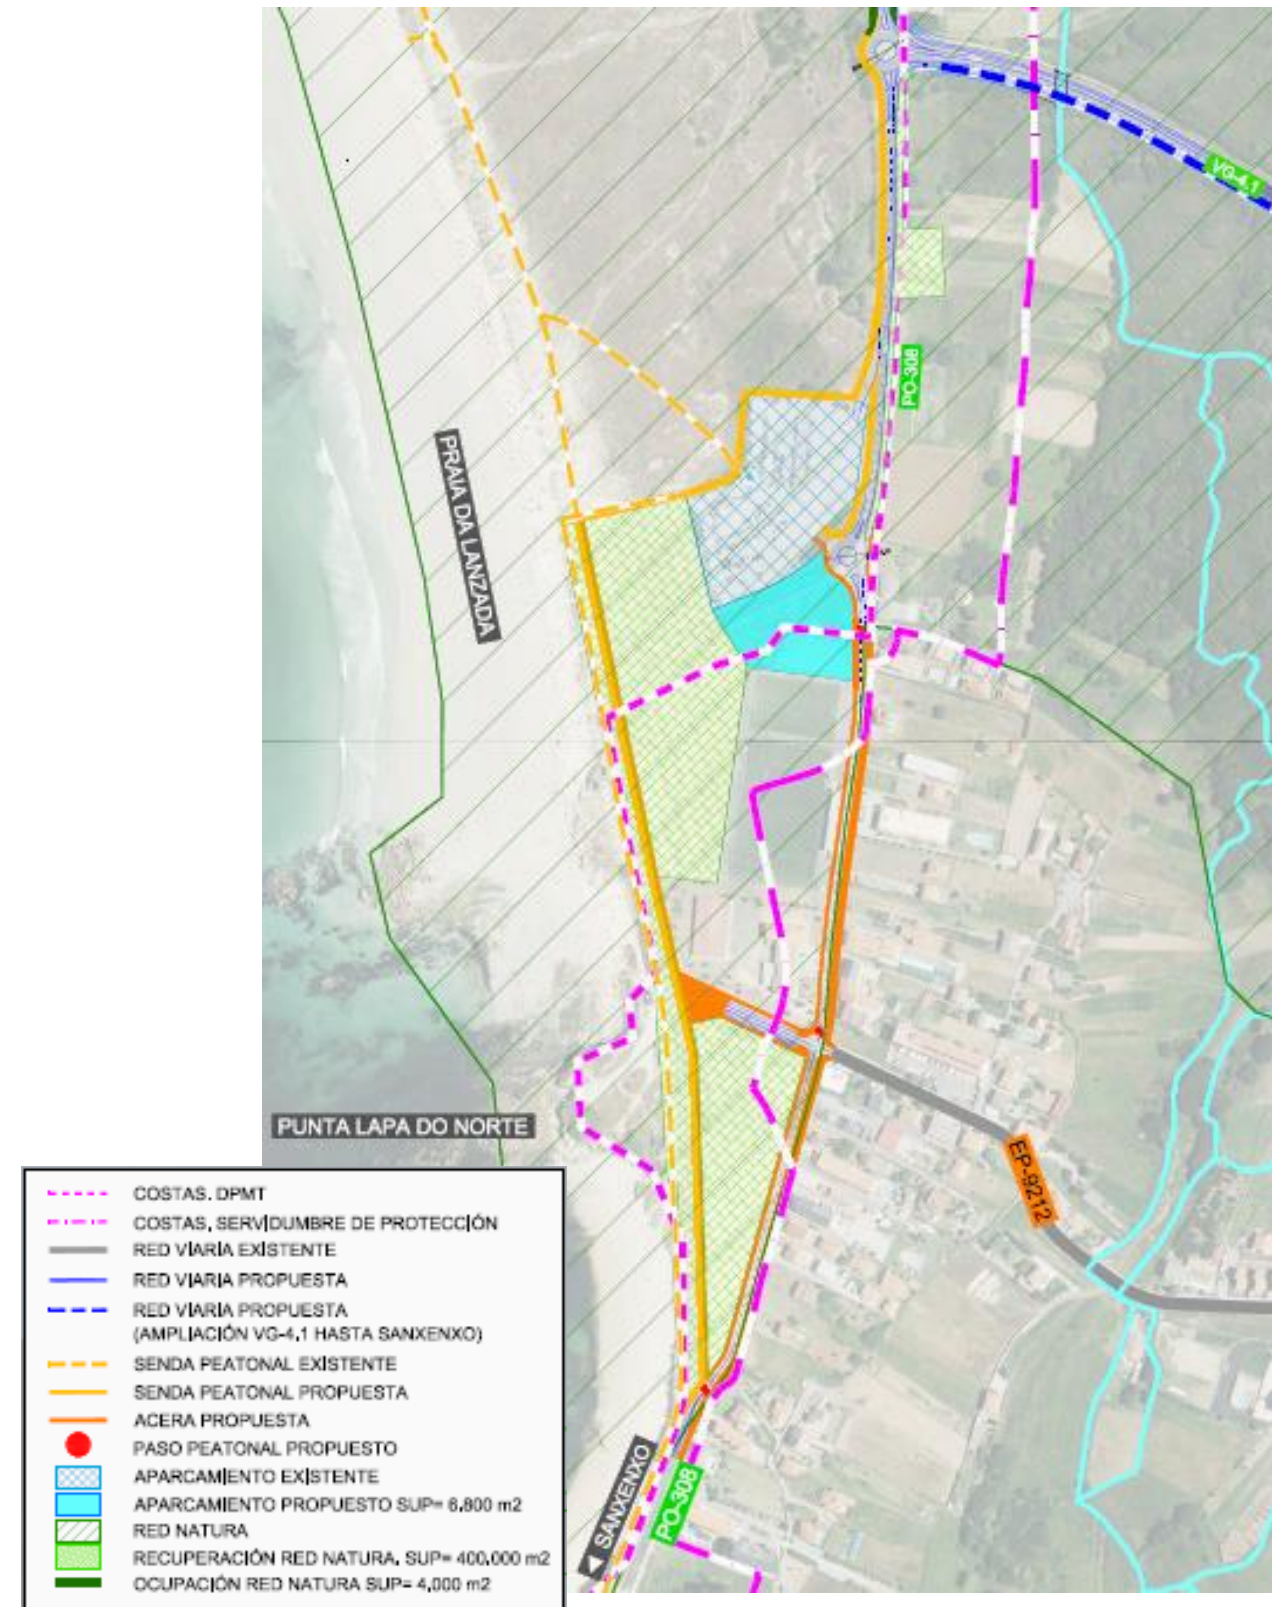 VG-4.1
PO-308
PRAIA DA LANZADA
PUNTA LAPA DO NORTE
EP-9212
SANXENXO
PO-308
COSTAS. DPMT
COSTAS, SERVIDUMBRE DE PROTECCIÓN
RED VIARIA EXISTENTE
RED VIARIA PROPUESTA
RED VIARIA PROPUESTA
(AMPLIACIÓN VG-4.1 HASTA SANXENXO)
SENDA PEATONAL EXISTENTE
SENDA PEATONAL PROPUESTA
ACERA PROPUESTA
PASO PEATONAL PROPUESTO
APARCAMIENTO EXISTENTE
APARCAMIENTO PROPUESTO SUP= 6.800 m2
RED NATURA
RECUPERACIÓN RED NATURA. SUP= 400.000 m2
OCUPACIÓN RED NATURA SUP= 4.000 m2